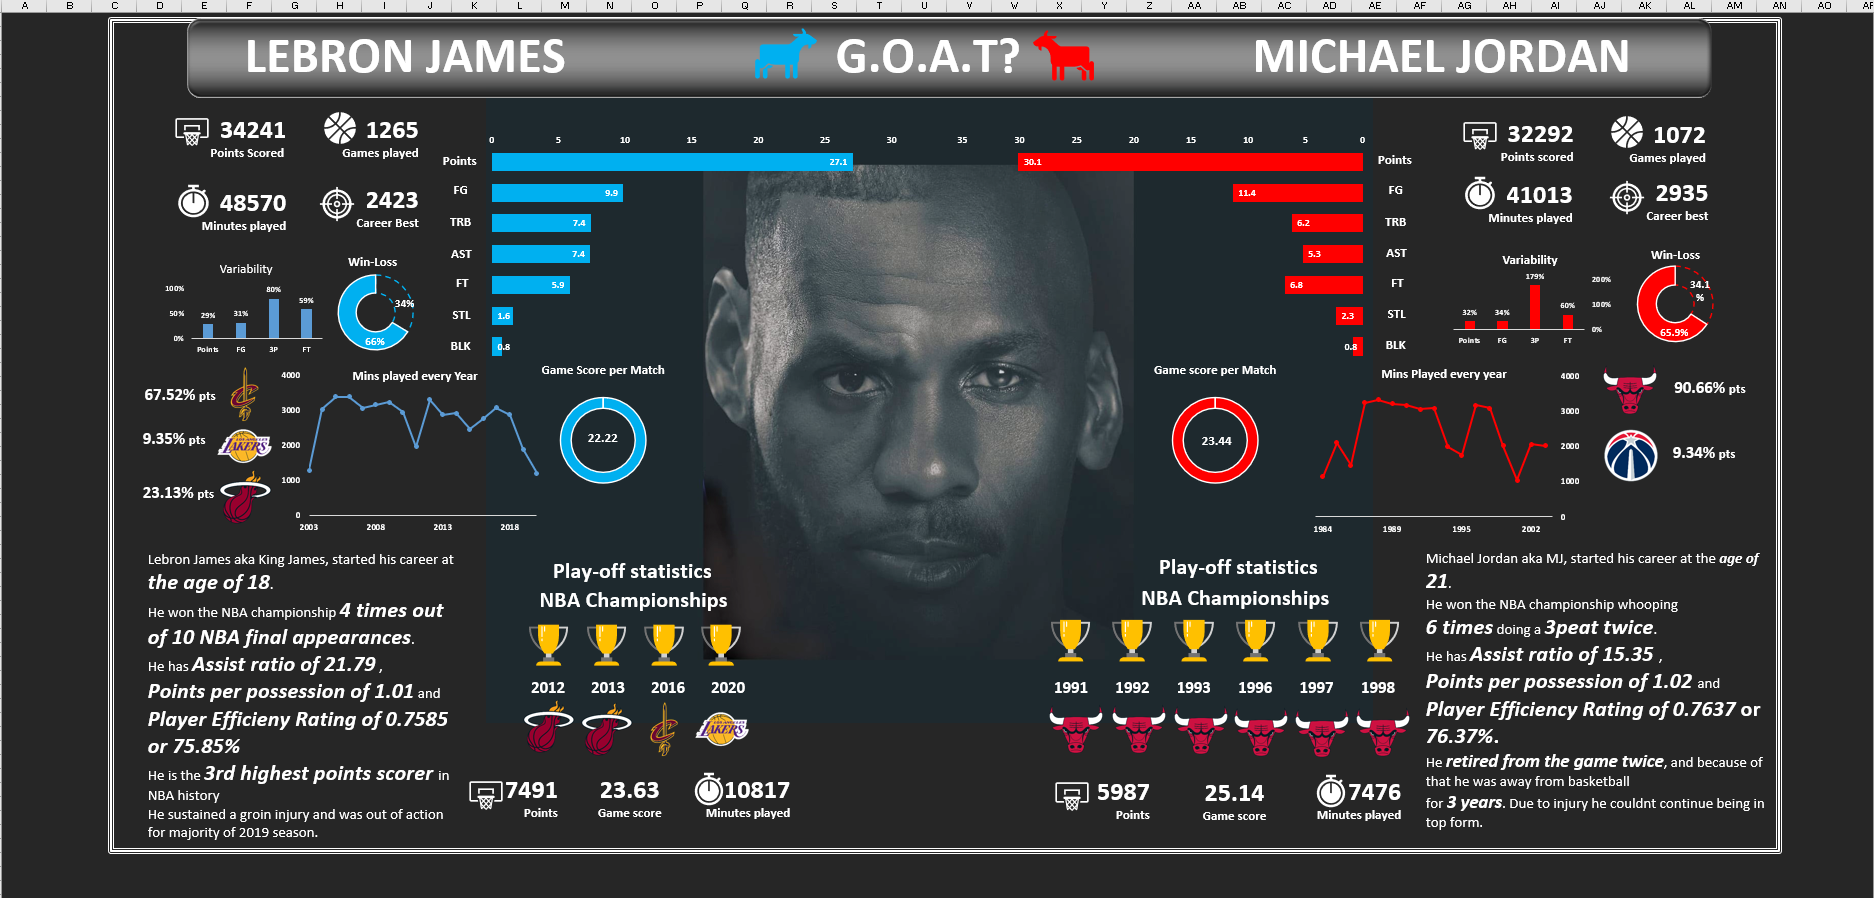 A B C D E F G H I J K L M N O P Q R S T U V W X Y Z AA AB AC AD AE AF AG AH AI AJ AK AL AM AN AO
LEBRON JAMES G.O.A.T? MICHAEL JORDAN
34241
Points Scored
1265
Games played
48570
Minutes played
2423
Career Best
Variability
100%
50%
0%
29%
31%
80%
59%
Points FG 3P FT
Win-Loss
34%
66%
67.52% pts
9.35% pts
LOS ANGELES
LAKERS
23.13% pts
Mins played every Year
4000
3000
2000
1000
0
2003 2008 2013 2018
0 5 10 15 20 25 30 35
Points 27.1
FG 9.9
TRB 7.4
AST 7.4
FT 5.9
STL 1.6
BLK 0.8
Game Score per Match
22.22
30 25 20 15 10 5 0
30.1 Points
11.4 FG
6.2 TRB
5.3 AST
6.8 FT
2.3 STL
0.8 BLK
Game score per Match
23.44
32292
Points scored
1072
Games played
41013
Minutes played
2935
Career best
Variability
200%
100%
0%
32%
34%
179%
60%
Points FG 3P FT
Win-Loss
34.1
%
65.9%
Mins Played every year
4000
3000
2000
1000
0
1984 1989 1995 2002
90.66% pts
9.34% pts
Lebron James aka King James, started his career at
the age of 18.
He won the NBA championship 4 times out
of 10 NBA final appearances.
He has Assist ratio of 21.79 ,
Points per possession of 1.01 and
Player Efficieny Rating of 0.7585
or 75.85%
He is the 3rd highest points scorer in
NBA history
He sustained a groin injury and was out of action
for majority of 2019 season.
Play-off statistics
NBA Championships
2012 2013 2016 2020
LAKERS
7491
Points
23.63
Game score
10817
Minutes played
Play-off statistics
NBA Championships
1991 1992 1993 1996 1997 1998
5987
Points
25.14
Game score
7476
Minutes played
Michael Jordan aka MJ, started his career at the age of
21.
He won the NBA championship whooping
6 times doing a 3peat twice.
He has Assist ratio of 15.35 ,
Points per possession of 1.02 and
Player Efficiency Rating of 0.7637 or
76.37%.
He retired from the game twice, and because of
that he was away from basketball
for 3 years. Due to injury he couldnt continue being in
top form.